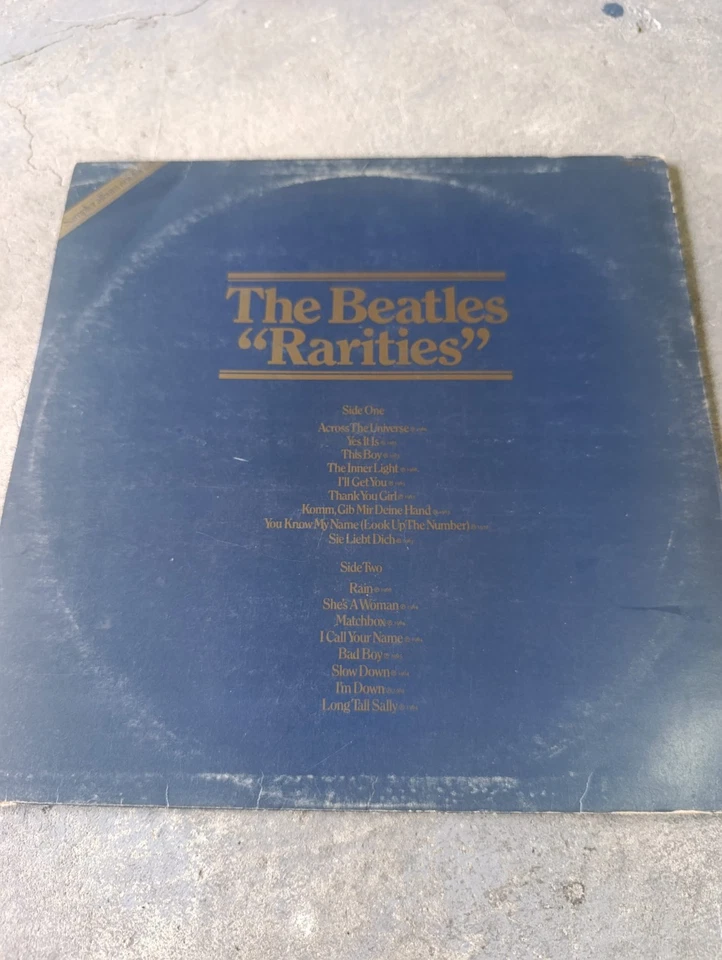 The Beatles
“Rarities”
Side One
Across The Universe
Yes It Is
This Boy
The Inner Light
I'll Get You
Thank You Girl
Komm, Gib Mir Deine Hand
You Know My Name (Look Up The Number)
Sie Liebt Dich
Side Two
Rain
She's A Woman
Matchbox
I Call Your Name
Bad Boy
Slow Down
I'm Down
Long Tall Sally